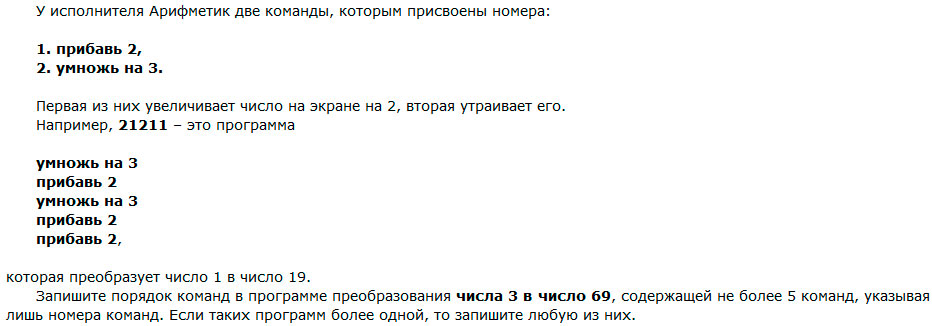 У исполнителя Арифметик две команды, которым присвоены номера:
1. прибавь 2,
2. умножь на 3.
Первая из них увеличивает число на экране на 2, вторая утраивает его.
Например, 21211 – это программа
умножь на 3
прибавь 2
умножь на 3
прибавь 2
прибавь 2,
которая преобразует число 1 в число 19.
Запишите порядок команд в программе преобразования числа 3 в число 69, содержащей не более 5 команд, указывая
лишь номера команд. Если таких программ более одной, то запишите любую из них.